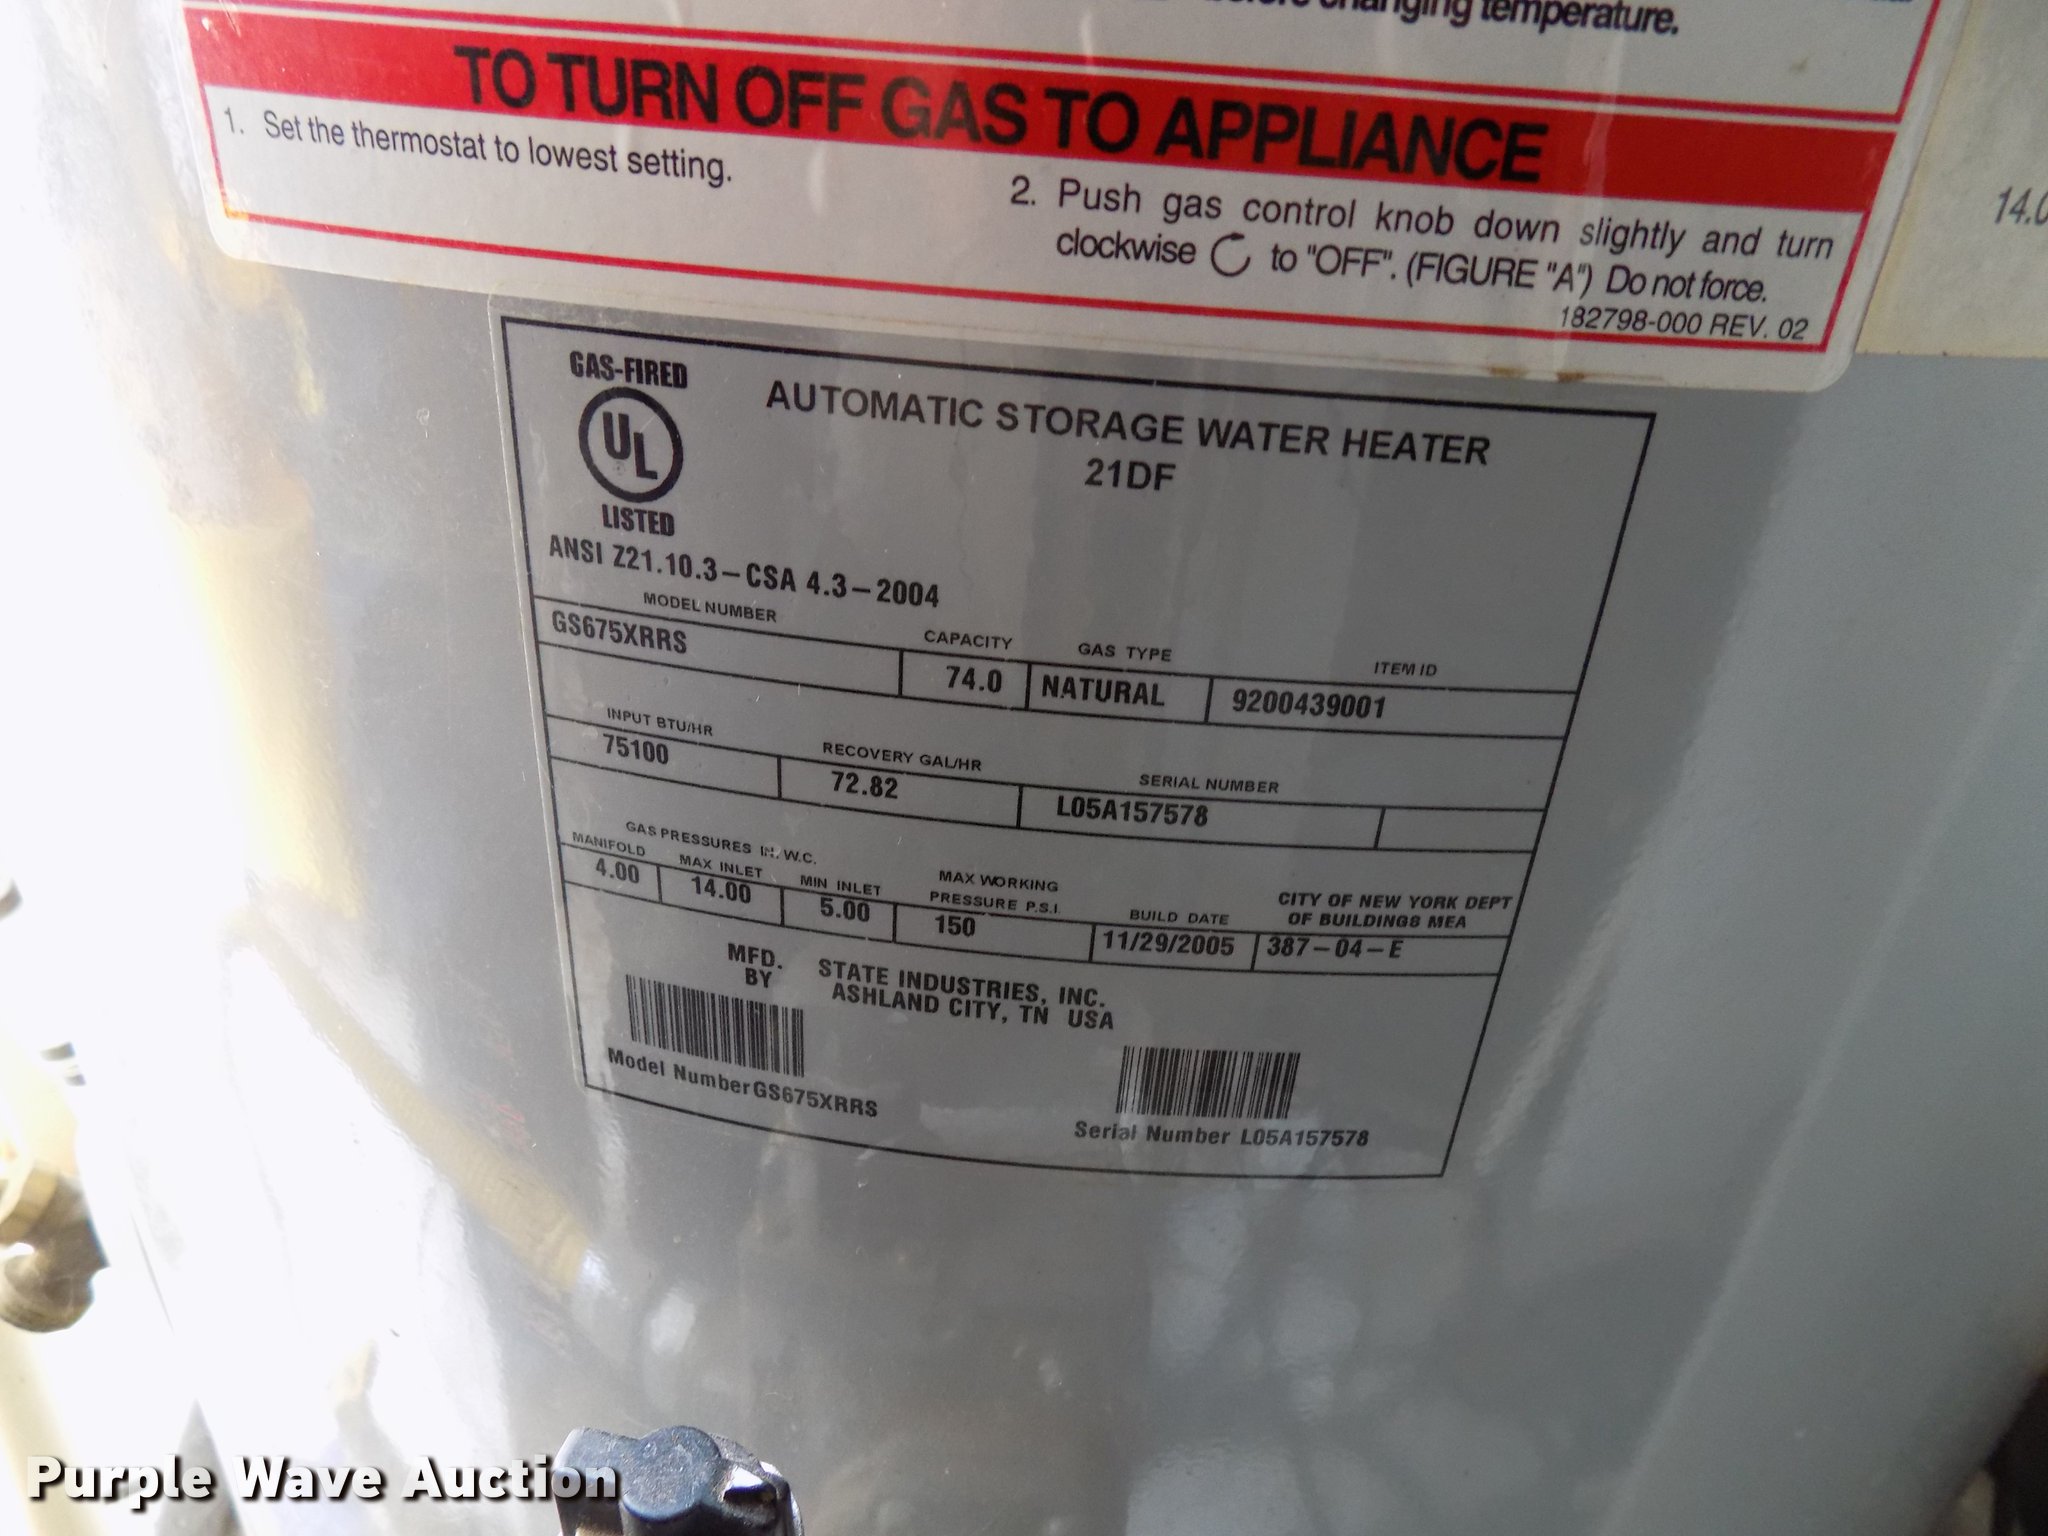 before changing temperature.
TO TURN OFF GAS TO APPLIANCE
1. Set the thermostat to lowest setting.
2. Push gas control knob down slightly and turn
clockwise to "OFF". (FIGURE "A") Do not force.
182798-000 REV. 02
14.0
GAS-FIRED
UL
LISTED
AUTOMATIC STORAGE WATER HEATER
21DF
ANSI Z21.10.3-CSA 4.3-2004
MODEL NUMBER CAPACITY GAS TYPE ITEM ID
GS675XRRS 74.0 NATURAL 9200439001
INPUT BTU/HR RECOVERY GAL/HR SERIAL NUMBER
75100 72.82 L05A157578
GAS PRESSURES IN. W.C.
MANIFOLD MAX INLET MIN INLET MAX WORKING PRESSURE P.S.I. BUILD DATE CITY OF NEW YORK DEPT
OF BUILDINGS MEA
4.00 14.00 5.00 150 11/29/2005 387-04-E
MFD. BY STATE INDUSTRIES, INC.
ASHLAND CITY, TN USA
Model Number GS675XRRS
Serial Number L05A157578
Purple Wave Auction